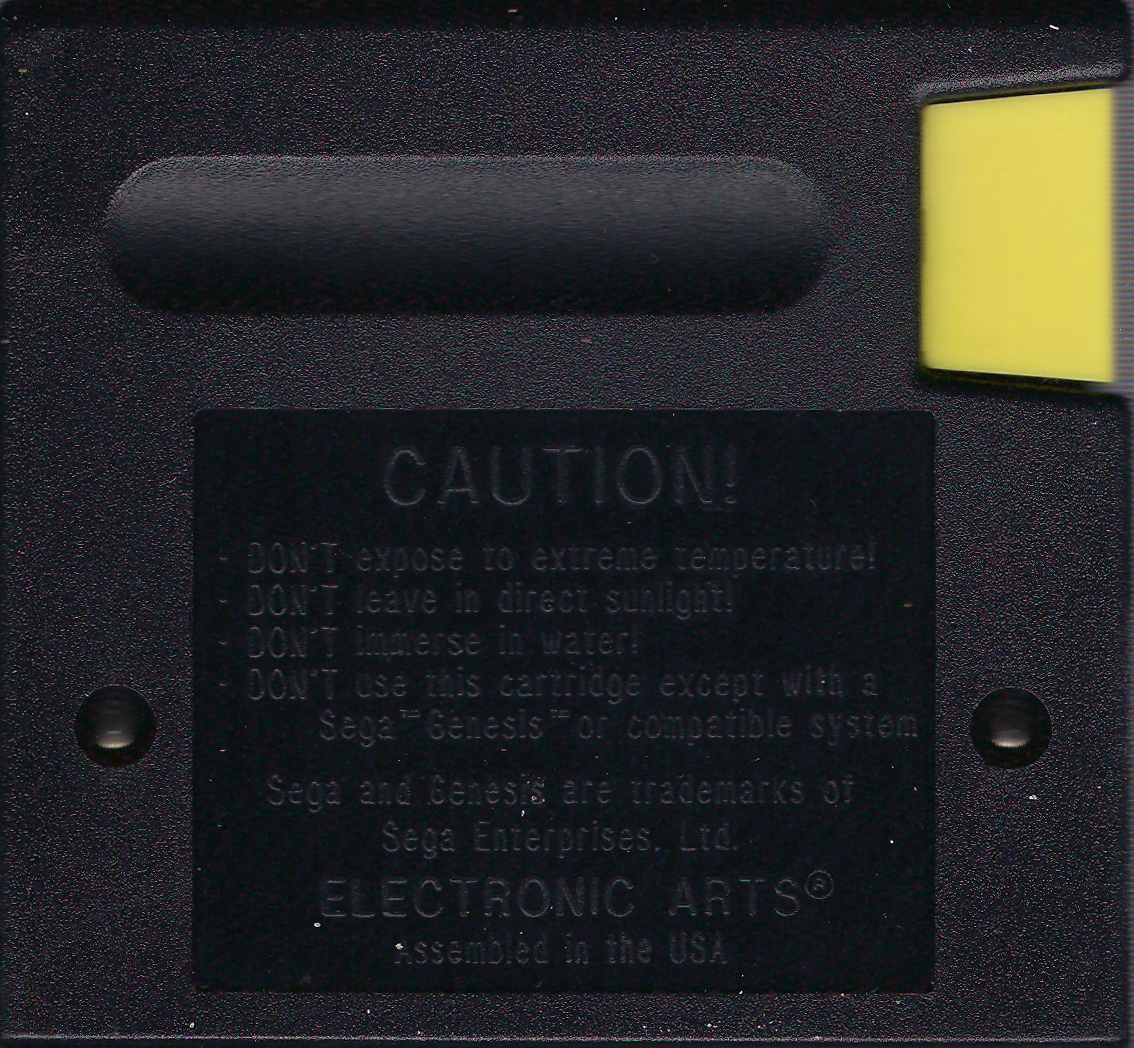 CAUTION!
- DON'T expose to extreme temperature!
- DON'T leave in direct sunlight!
- DON'T immerse in water!
- DON'T use this cartridge except with a
Sega™ Genesis™ or compatible system
Sega and Genesis are trademarks of
Sega Enterprises, Ltd.
ELECTRONIC ARTS®
Assembled in the USA